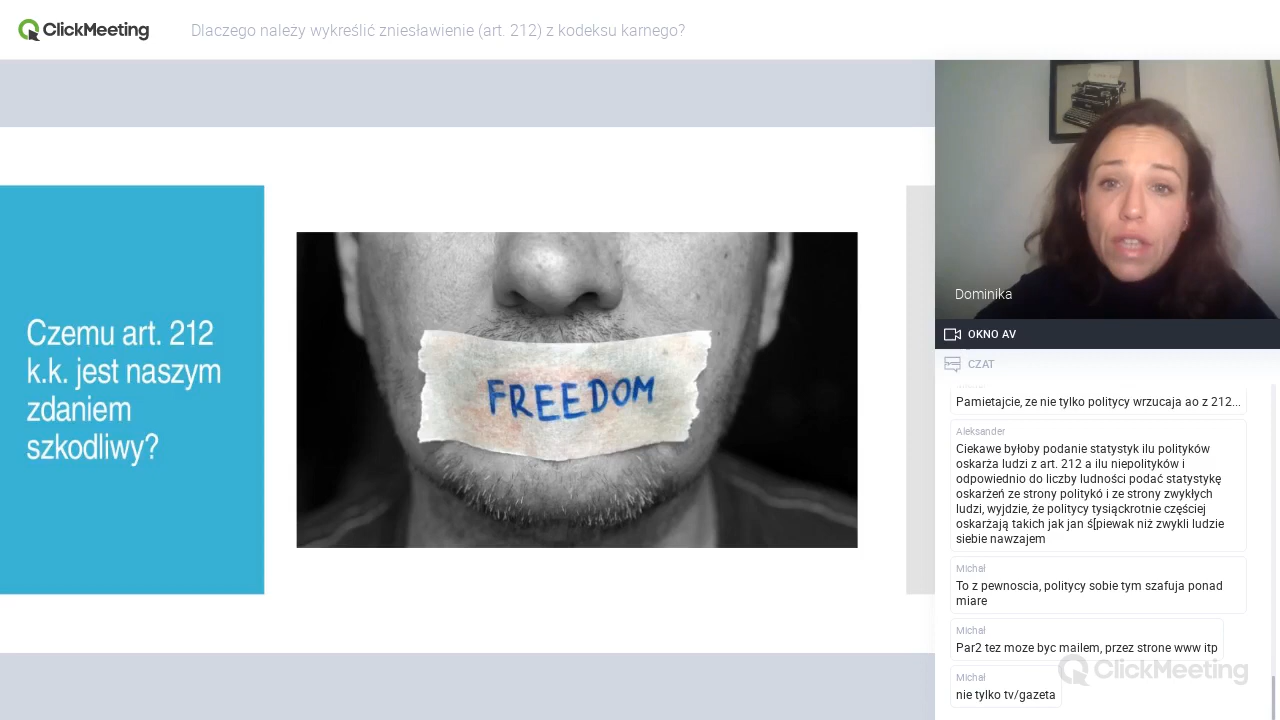 ClickMeeting
Dlaczego należy wykreślić zniesławienie (art. 212) z kodeksu karnego?
Czemu art. 212
k.k. jest naszym
zdaniem
szkodliwy?
FREEDOM
Dominika
OKNO AV
CZAT
Pamietajcie, ze nie tylko politycy wrzucaja ao z 212...
Aleksander
Ciekawe byłoby podanie statystyk ilu polityków
oskarża ludzi z art. 212 a ilu niepolityków i
odpowiednio do liczby ludności podać statystykę
oskarżeń ze strony politykó i ze strony zwykłych
ludzi, wyjdzie, że politycy tysiąckrotnie częściej
oskarżają takich jak jan ś[piewak niż zwykli ludzie
siebie nawzajem
Michał
To z pewnoscia, politycy sobie tym szafuja ponad
miare
Michał
Par2 tez moze byc mailem, przez strone www itp
ClickMeeting
Michał
nie tylko tv/gazeta